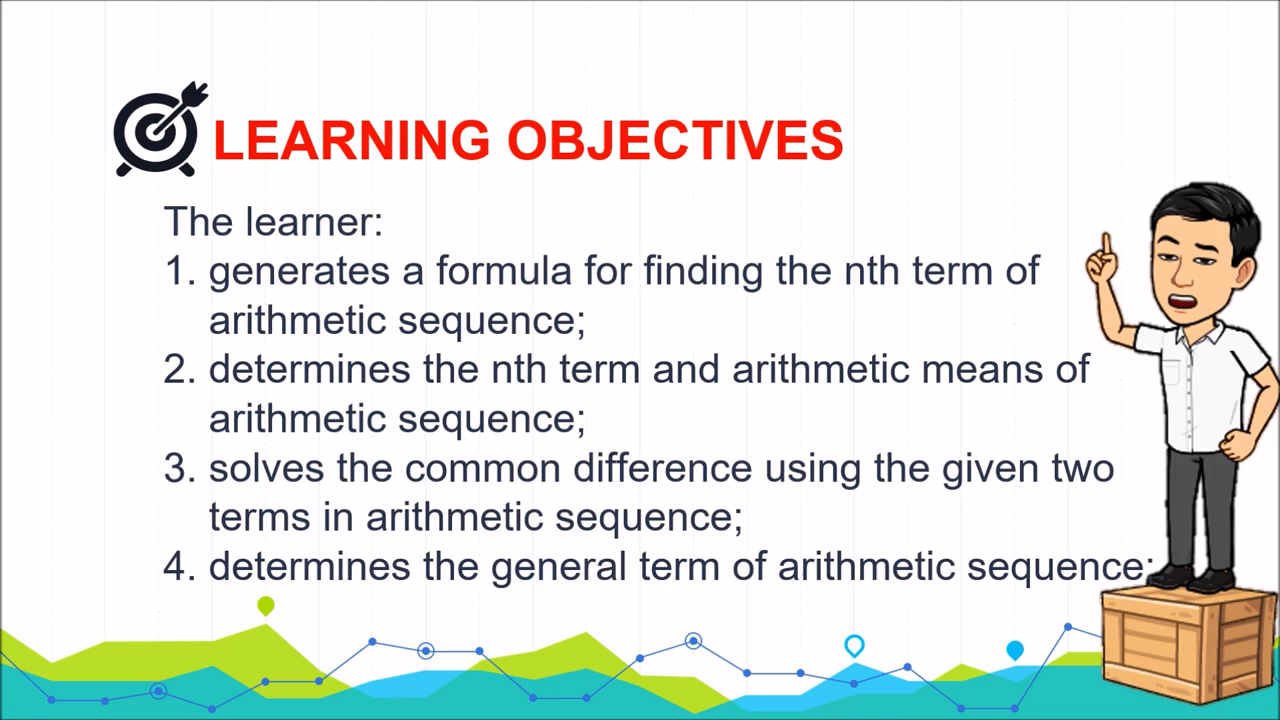 LEARNING OBJECTIVES
The learner:
1. generates a formula for finding the nth term of
arithmetic sequence;
2. determines the nth term and arithmetic means of
arithmetic sequence;
3. solves the common difference using the given two
terms in arithmetic sequence;
4. determines the general term of arithmetic sequence;